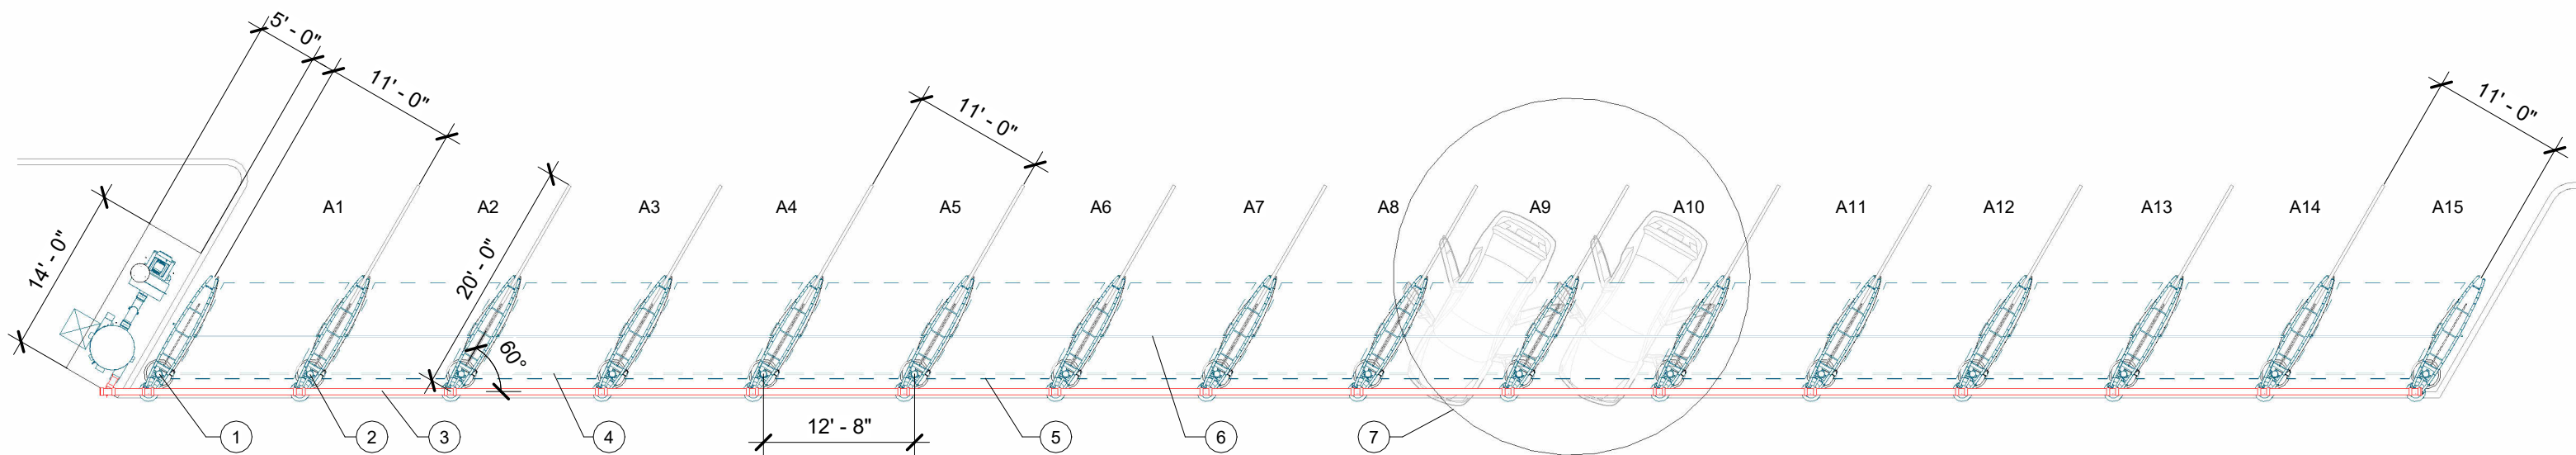 5' - 0"
11' - 0"
11' - 0"
11' - 0"
14' - 0"
A1
A2
A3
A4
A5
A6
A7
A8
A9
A10
A11
A12
A13
A14
A15
20' - 0"
60°
12' - 8"
1
2
3
4
5
6
7